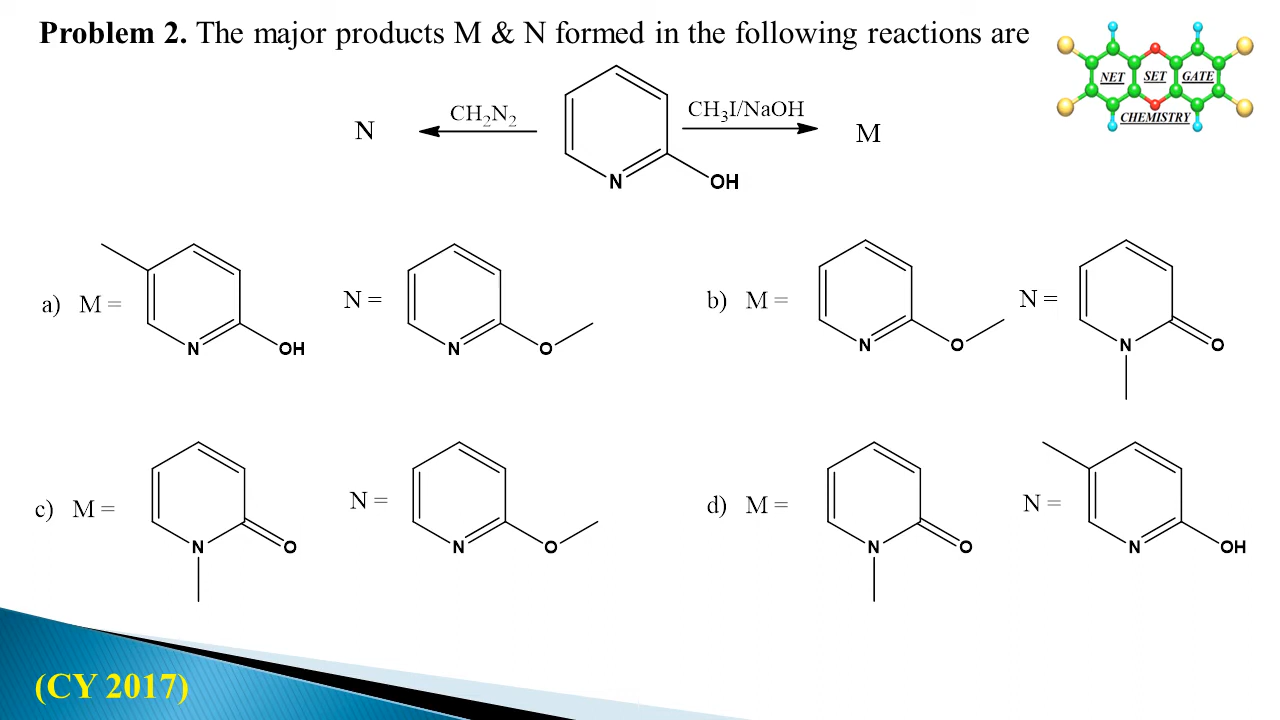 Problem 2. The major products M & N formed in the following reactions are
NET SET GATE
CHEMISTRY
N CH₂N₂ N OH CH₃I/NaOH M
a) M = N OH N = N O
b) M = N O N = N O
c) M = N O N = N O
d) M = N O N = N OH
(CY 2017)